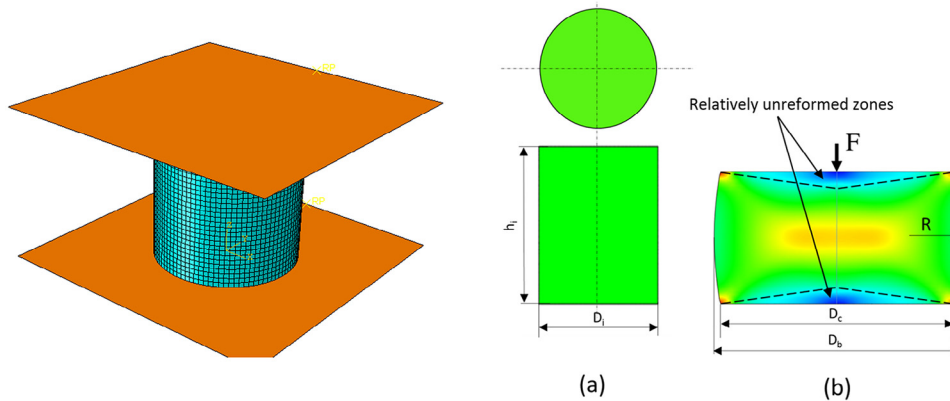 RP
RP
Relatively unreformed zones
F
hi
R
Di
Dc
Db
(a)
(b)